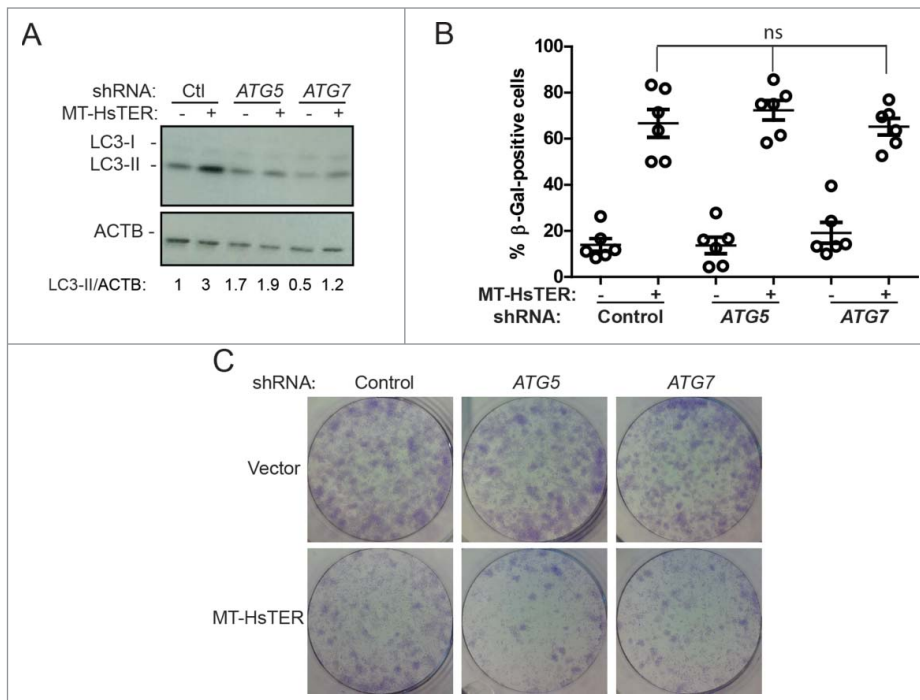 A
shRNA: Ctl ATG5 ATG7
MT-HsTER: - + - + - +
LC3-I -
LC3-II -
ACTB -
LC3-II/ACTB: 1 3 1.7 1.9 0.5 1.2
B
ns
% β-Gal-positive cells
100
80
60
40
20
0
MT-HsTER: - + - + - +
shRNA: Control ATG5 ATG7
C
shRNA: Control ATG5 ATG7
Vector
MT-HsTER